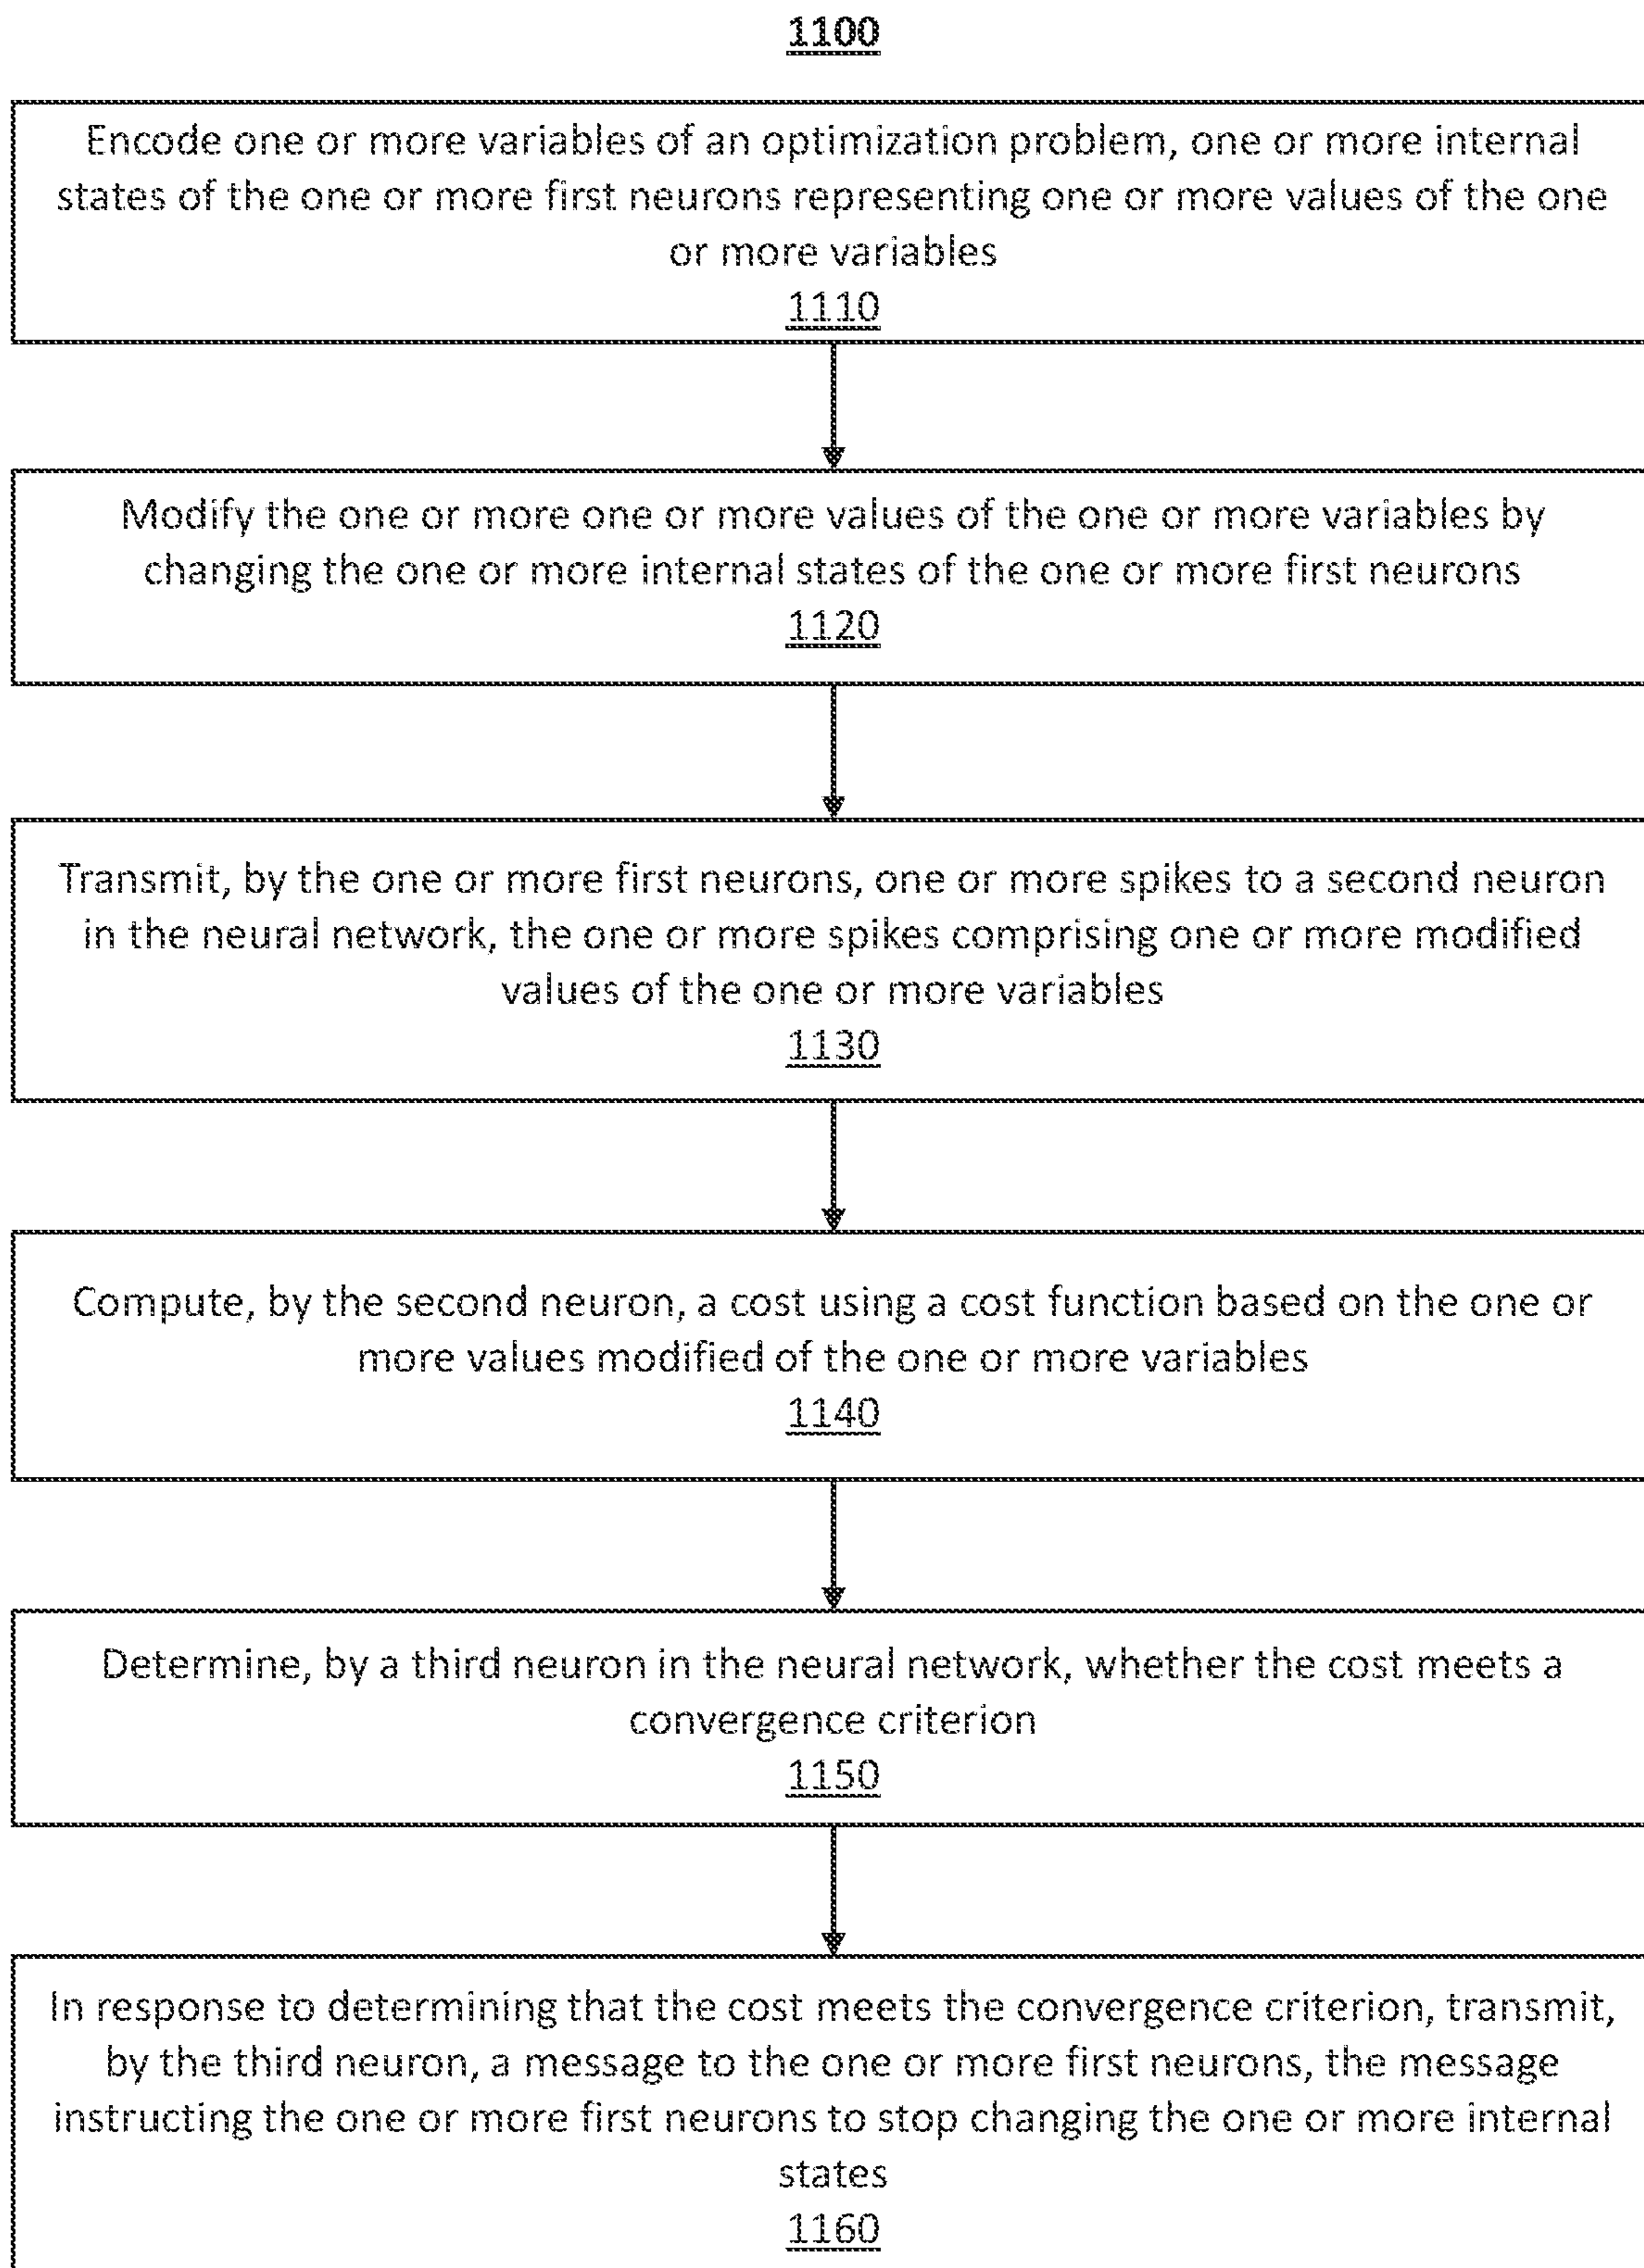 1100
Encode one or more variables of an optimization problem, one or more internal
states of the one or more first neurons representing one or more values of the one
or more variables
1110
Modify the one or more one or more values of the one or more variables by
changing the one or more internal states of the one or more first neurons
1120
Transmit, by the one or more first neurons, one or more spikes to a second neuron
in the neural network, the one or more spikes comprising one or more modified
values of the one or more variables
1130
Compute, by the second neuron, a cost using a cost function based on the one or
more values modified of the one or more variables
1140
Determine, by a third neuron in the neural network, whether the cost meets a
convergence criterion
1150
In response to determining that the cost meets the convergence criterion, transmit,
by the third neuron, a message to the one or more first neurons, the message
instructing the one or more first neurons to stop changing the one or more internal
states
1160